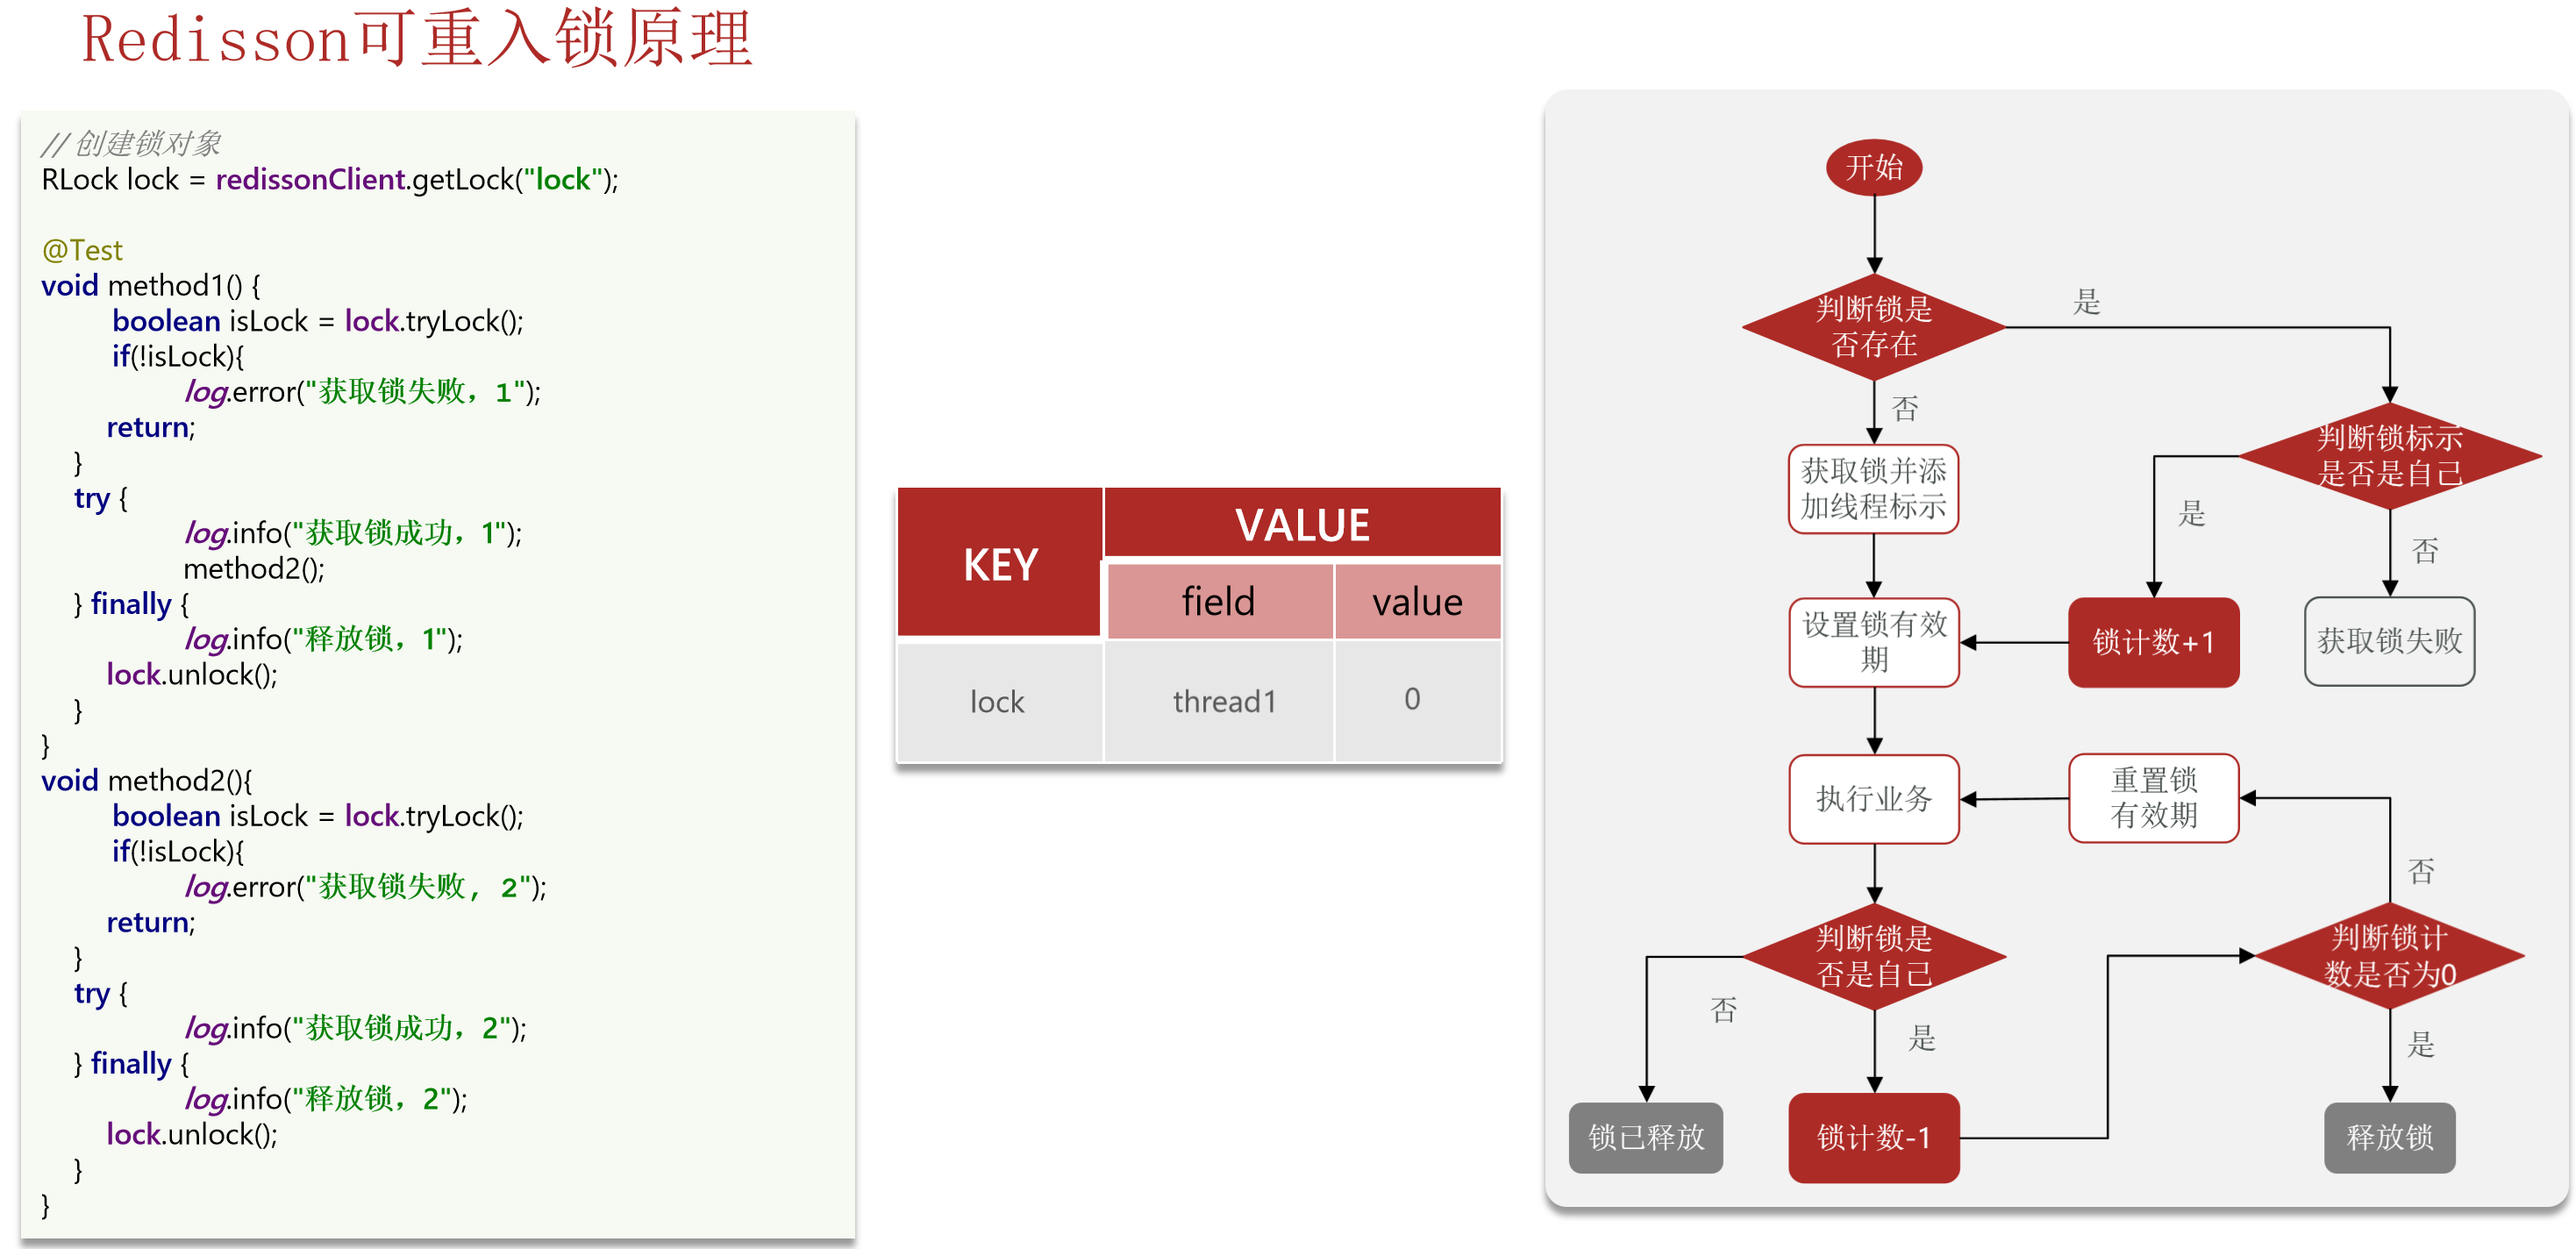 Redisson可重入锁原理
// 创建锁对象
RLock lock = redissonClient.getLock("lock");
@Test
void method1() {
boolean isLock = lock.tryLock();
if(!isLock){
log.error("获取锁失败，1");
return;
}
try {
log.info("获取锁成功，1");
method2();
} finally {
log.info("释放锁，1");
lock.unlock();
}
}
void method2(){
boolean isLock = lock.tryLock();
if(!isLock){
log.error("获取锁失败, 2");
return;
}
try {
log.info("获取锁成功，2");
} finally {
log.info("释放锁，2");
lock.unlock();
}
}
KEY
VALUE
field
value
lock
thread1
0
开始
判断锁是
否存在
是
否
判断锁标示
是否是自己
获取锁并添
加线程标示
是
否
设置锁有效
期
锁计数+1
获取锁失败
执行业务
重置锁
有效期
否
判断锁是
否是自己
判断锁计
数是否为0
否
是
是
锁已释放
锁计数-1
释放锁